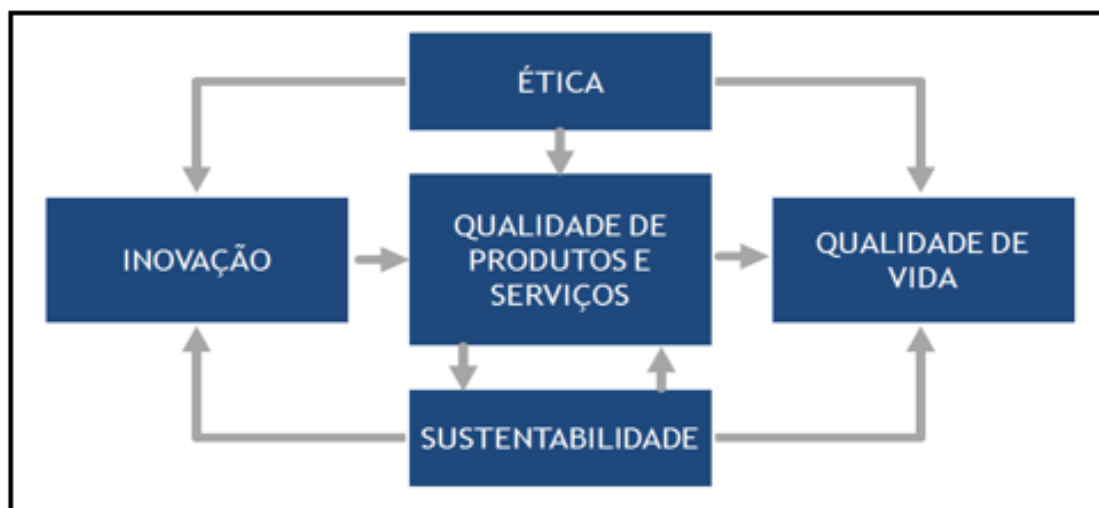 ÉTICA
INOVAÇÃO
QUALIDADE DE
PRODUTOS E
SERVIÇOS
QUALIDADE DE
VIDA
SUSTENTABILIDADE